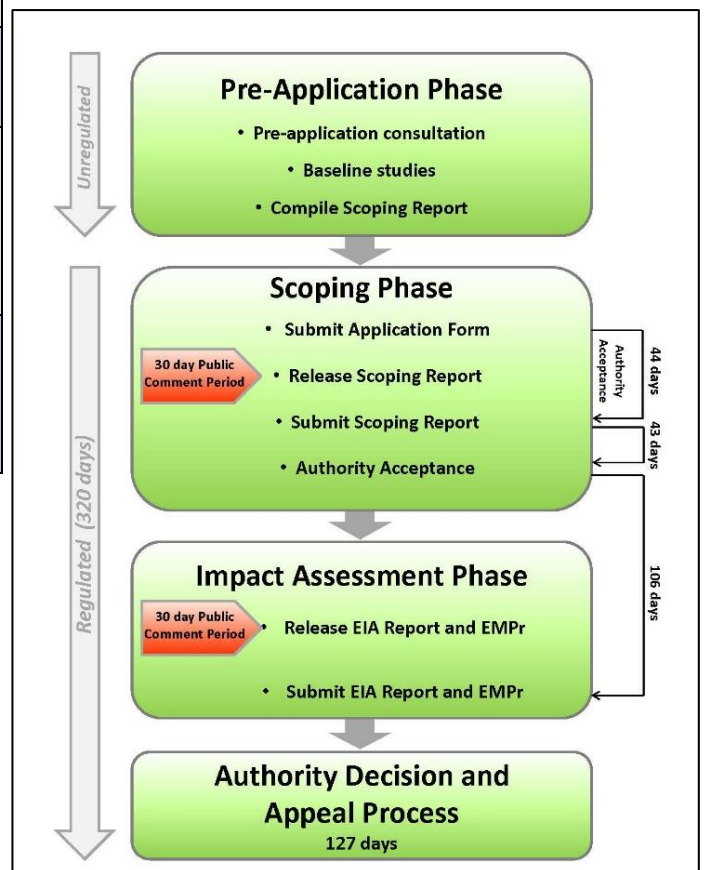 Unregulated
Pre-Application Phase
• Pre-application consultation
• Baseline studies
• Compile Scoping Report
Regulated (320 days)
Scoping Phase
• Submit Application Form
30 day Public
Comment Period
• Release Scoping Report
• Submit Scoping Report
• Authority Acceptance
Authority
Acceptance
44 days
43 days
106 days
Impact Assessment Phase
30 day Public
Comment Period
• Release EIA Report and EMPr
• Submit EIA Report and EMPr
Authority Decision and
Appeal Process
127 days